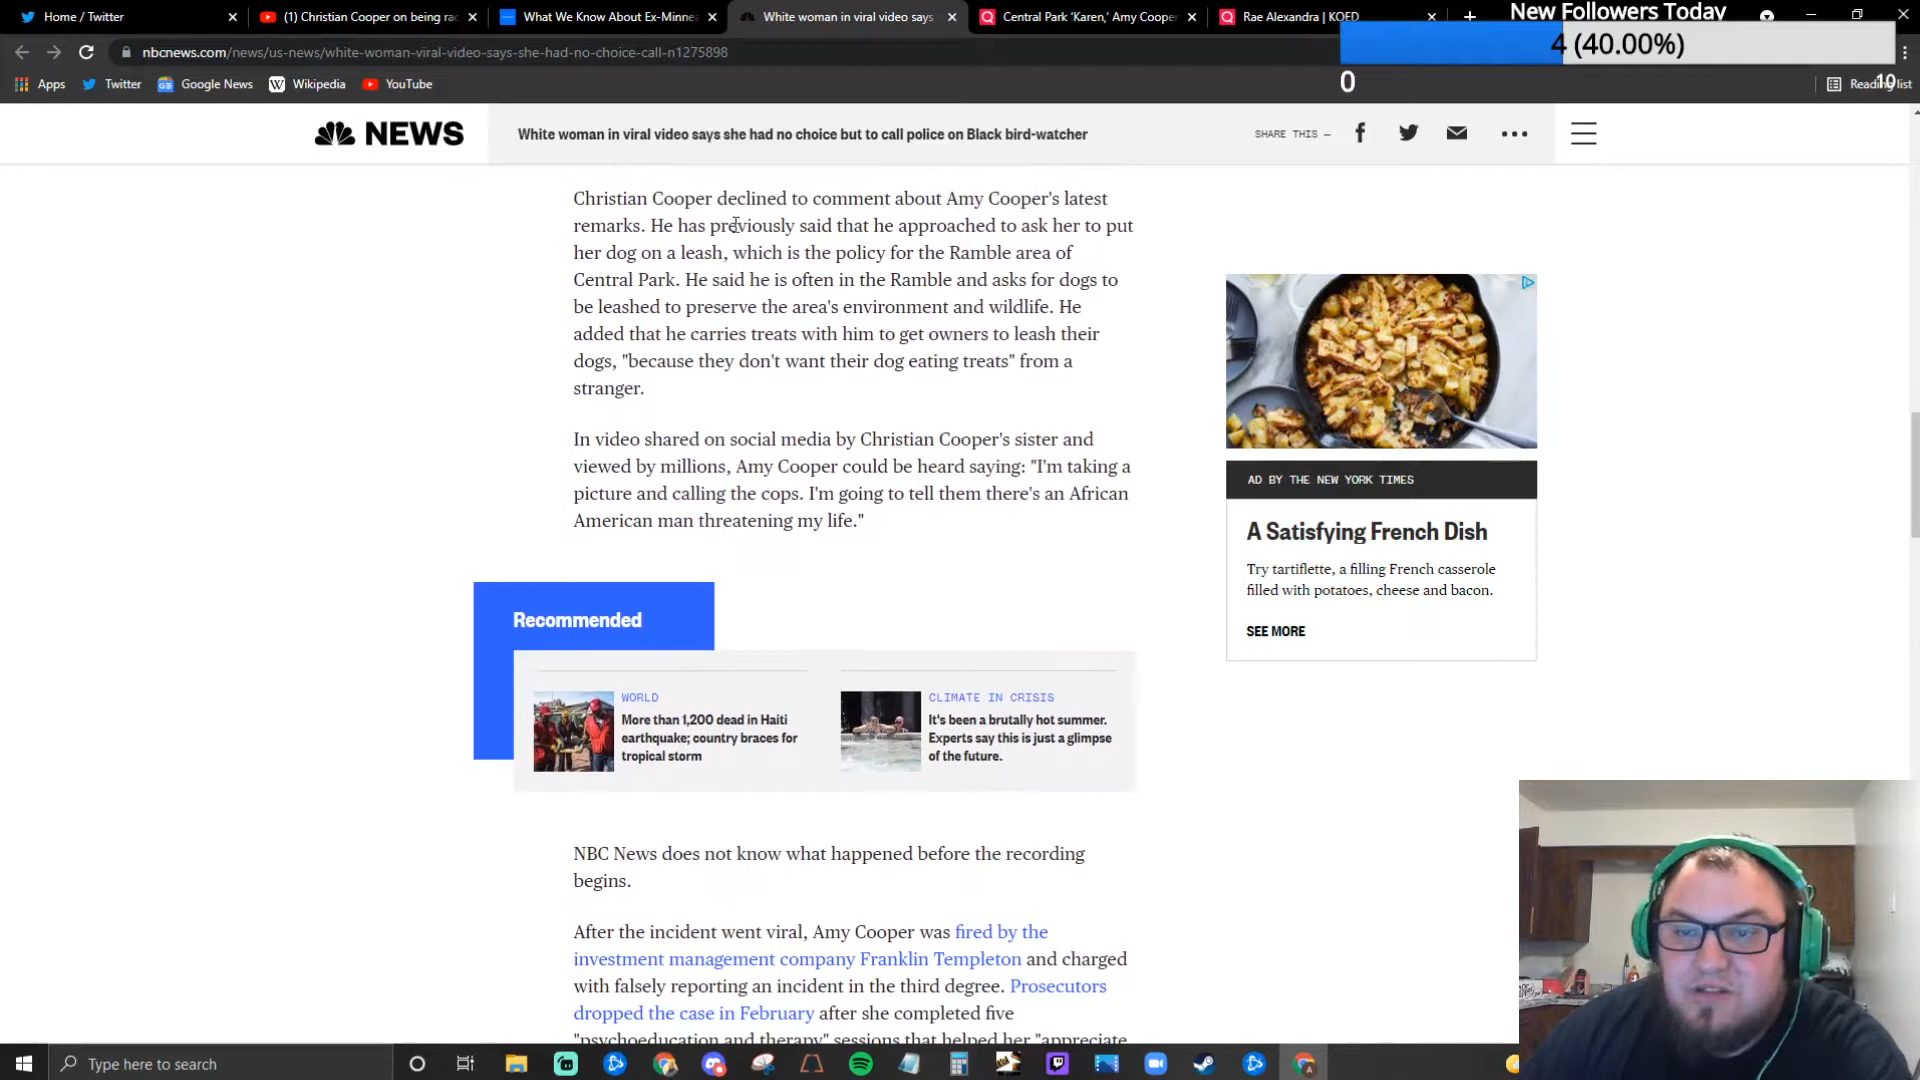 Home / Twitter
(1) Christian Cooper on being rac
What We Know About Ex-Minnea
White woman in viral video says
Central Park 'Karen,' Amy Cooper
Rae Alexandra | KQED
New Followers Today
4 (40.00%)
0
10
nbcnews.com/news/us-news/white-woman-viral-video-says-she-had-no-choice-call-n1275898
Apps
Twitter
Google News
Wikipedia
YouTube
Reading list
NEWS
White woman in viral video says she had no choice but to call police on Black bird-watcher
SHARE THIS —
Christian Cooper declined to comment about Amy Cooper's latest
remarks. He has previously said that he approached to ask her to put
her dog on a leash, which is the policy for the Ramble area of
Central Park. He said he is often in the Ramble and asks for dogs to
be leashed to preserve the area's environment and wildlife. He
added that he carries treats with him to get owners to leash their
dogs, "because they don't want their dog eating treats" from a
stranger.
In video shared on social media by Christian Cooper's sister and
viewed by millions, Amy Cooper could be heard saying: "I'm taking a
picture and calling the cops. I'm going to tell them there's an African
American man threatening my life."
AD BY THE NEW YORK TIMES
A Satisfying French Dish
Try tartiflette, a filling French casserole
filled with potatoes, cheese and bacon.
SEE MORE
Recommended
WORLD
More than 1,200 dead in Haiti
earthquake; country braces for
tropical storm
CLIMATE IN CRISIS
It's been a brutally hot summer.
Experts say this is just a glimpse
of the future.
NBC News does not know what happened before the recording
begins.
After the incident went viral, Amy Cooper was fired by the
investment management company Franklin Templeton and charged
with falsely reporting an incident in the third degree. Prosecutors
dropped the case in February after she completed five
"psychoeducation and therapy" sessions that helped her "appreciate
Type here to search